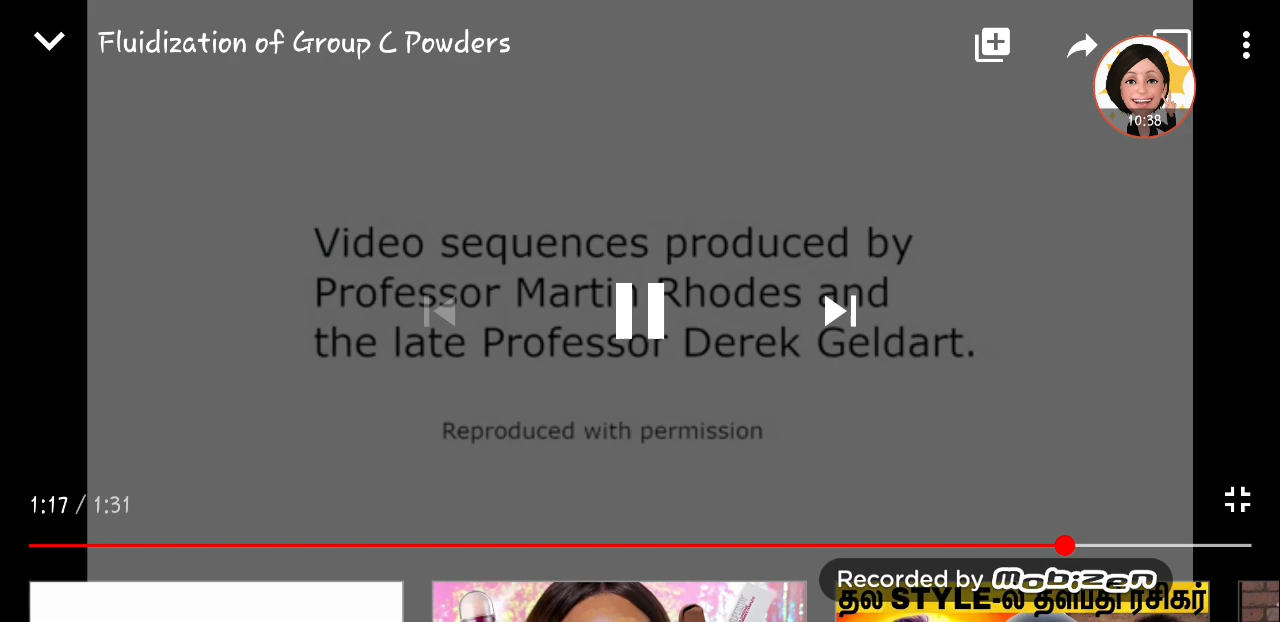 Fluidization of Group C Powders
10:38
Video sequences produced by
Professor Martin Rhodes and
the late Professor Derek Geldart.
Reproduced with permission
1:17 / 1:31
Recorded by Mobizen
தல STYLE-ல தளபதி ரசிகர்